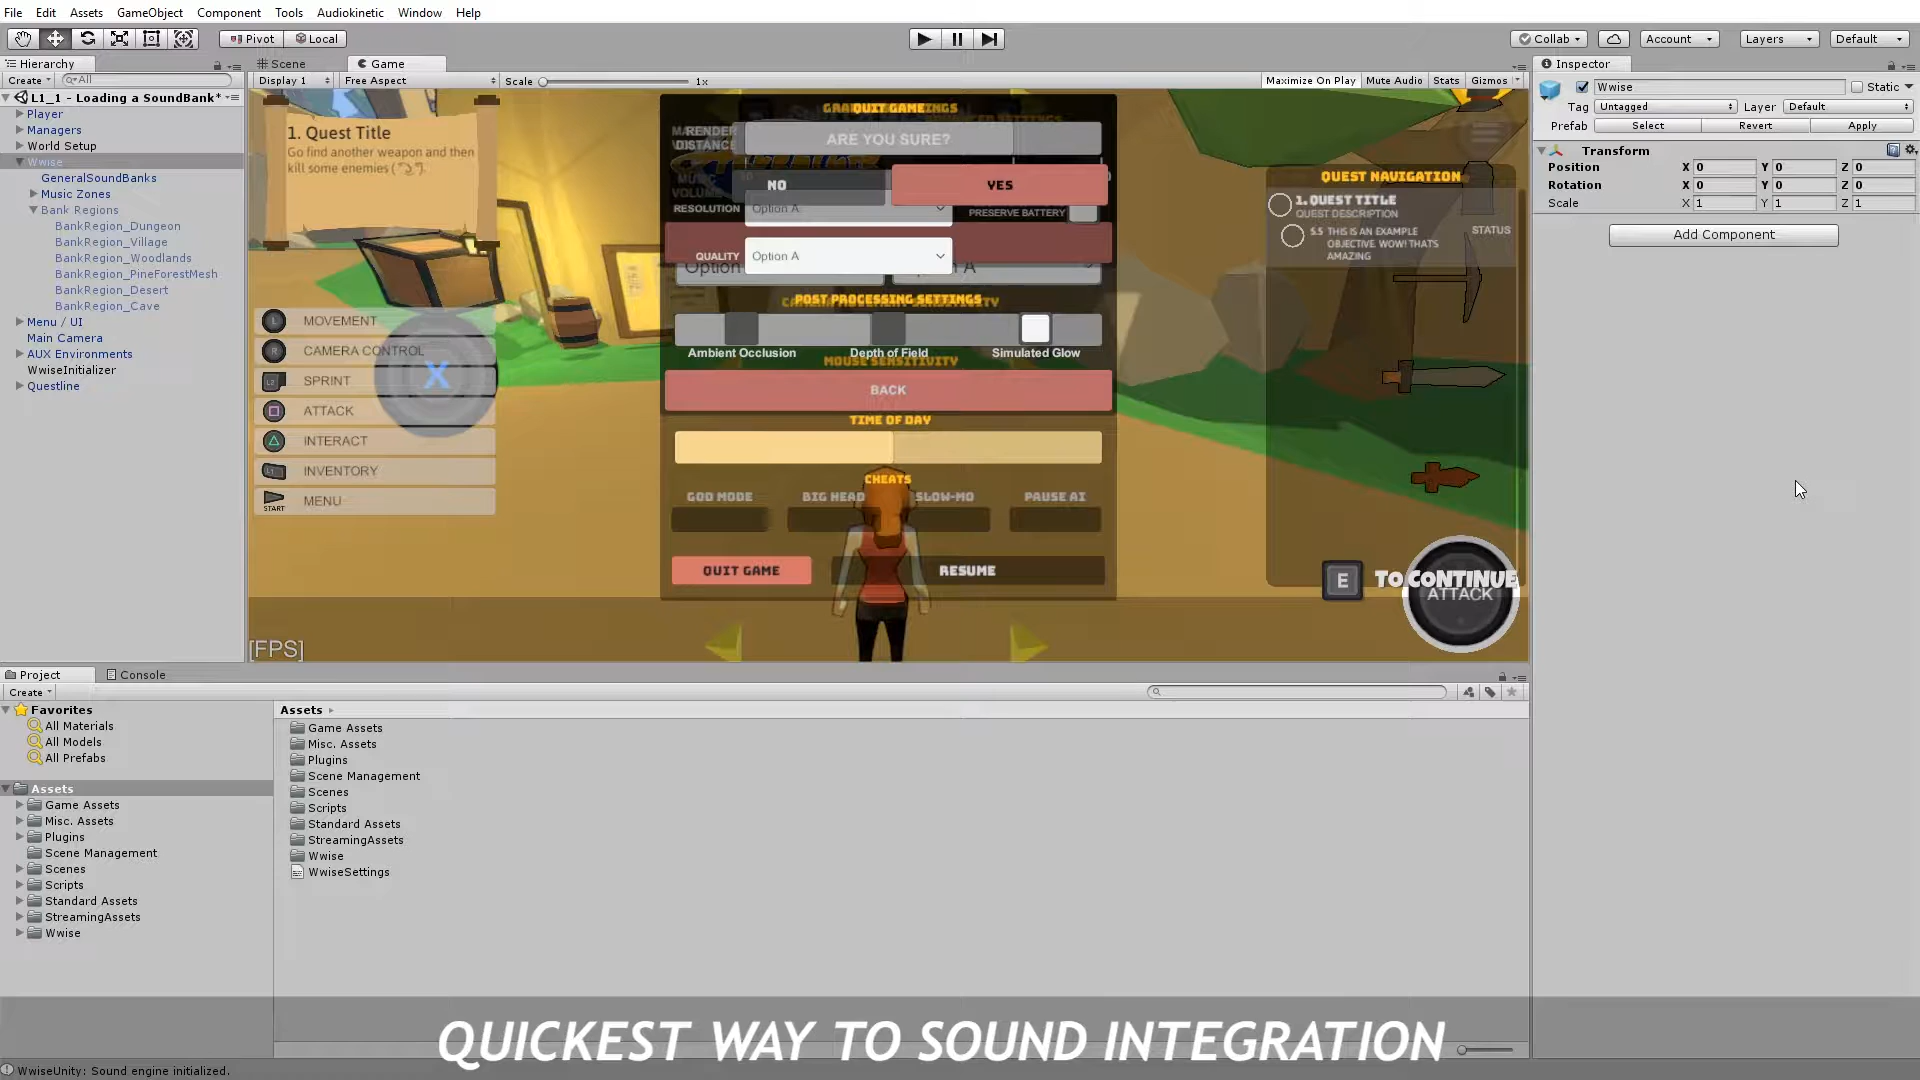 File Edit Assets GameObject Component Tools Audiokinetic Window Help
Pivot Local Collab Account Layers Default
Hierarchy
Create All
L1_1 - Loading a SoundBank*
Player
Managers
World Setup
Wwise
GeneralSoundBanks
Music Zones
Bank Regions
BankRegion_Dungeon
BankRegion_Village
BankRegion_Woodlands
BankRegion_PineForestMesh
BankRegion_Desert
BankRegion_Cave
Menu / UI
Main Camera
AUX Environments
WwiseInitializer
Questline
Scene Game
Display 1 Free Aspect Scale 1x Maximize On Play Mute Audio Stats Gizmos
1. Quest Title
Go find another weapon and then
kill some enemies
L MOVEMENT
R CAMERA CONTROL
L2 SPRINT
ATTACK
INTERACT
L1 INVENTORY
START MENU
X
[FPS]
QUIT GAME
ARE YOU SURE?
RENDER
DISTANCE
MUSIC
VOLUME
NO YES
RESOLUTION Option A PRESERVE BATTERY
QUALITY Option A
POST PROCESSING SETTINGS
Ambient Occlusion Depth of Field Simulated Glow
MOUSE SENSITIVITY
BACK
TIME OF DAY
CHEATS
GOD MODE BIG HEAD SLOW-MO PAUSE AI
QUIT GAME RESUME
QUEST NAVIGATION
1. QUEST TITLE
QUEST DESCRIPTION
5.5 THIS IS AN EXAMPLE
OBJECTIVE. WOW! THATS
AMAZING
STATUS
E TO CONTINUE
ATTACK
Inspector
Wwise Static
Tag Untagged Layer Default
Prefab Select Revert Apply
Transform
Position X 0 Y 0 Z 0
Rotation X 0 Y 0 Z 0
Scale X 1 Y 1 Z 1
Add Component
Project Console
Create
Favorites
All Materials
All Models
All Prefabs
Assets
Game Assets
Misc. Assets
Plugins
Scene Management
Scenes
Scripts
Standard Assets
StreamingAssets
Wwise
Assets
Game Assets
Misc. Assets
Plugins
Scene Management
Scenes
Scripts
Standard Assets
StreamingAssets
Wwise
WwiseSettings
QUICKEST WAY TO SOUND INTEGRATION
WwiseUnity: Sound engine initialized.